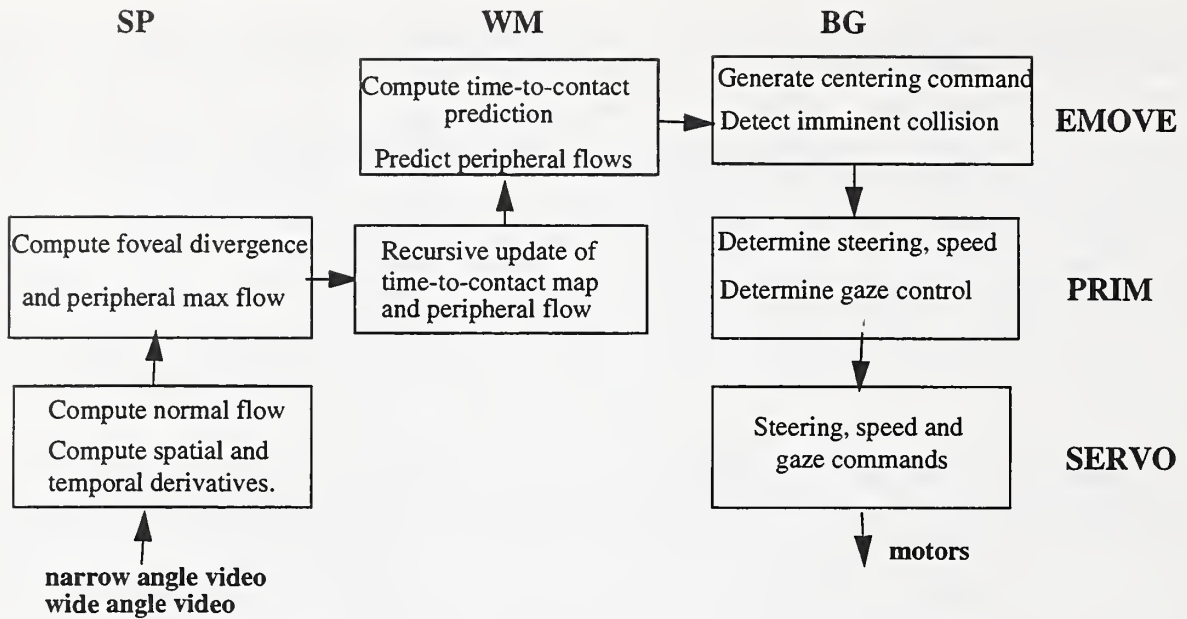 SP
WM
BG
Compute time-to-contact
prediction
Predict peripheral flows
Generate centering command
Detect imminent collision
EMOVE
Compute foveal divergence
and peripheral max flow
Recursive update of
time-to-contact map
and peripheral flow
Determine steering, speed
Determine gaze control
PRIM
Compute normal flow
Compute spatial and
temporal derivatives.
Steering, speed and
gaze commands
SERVO
narrow angle video
wide angle video
motors